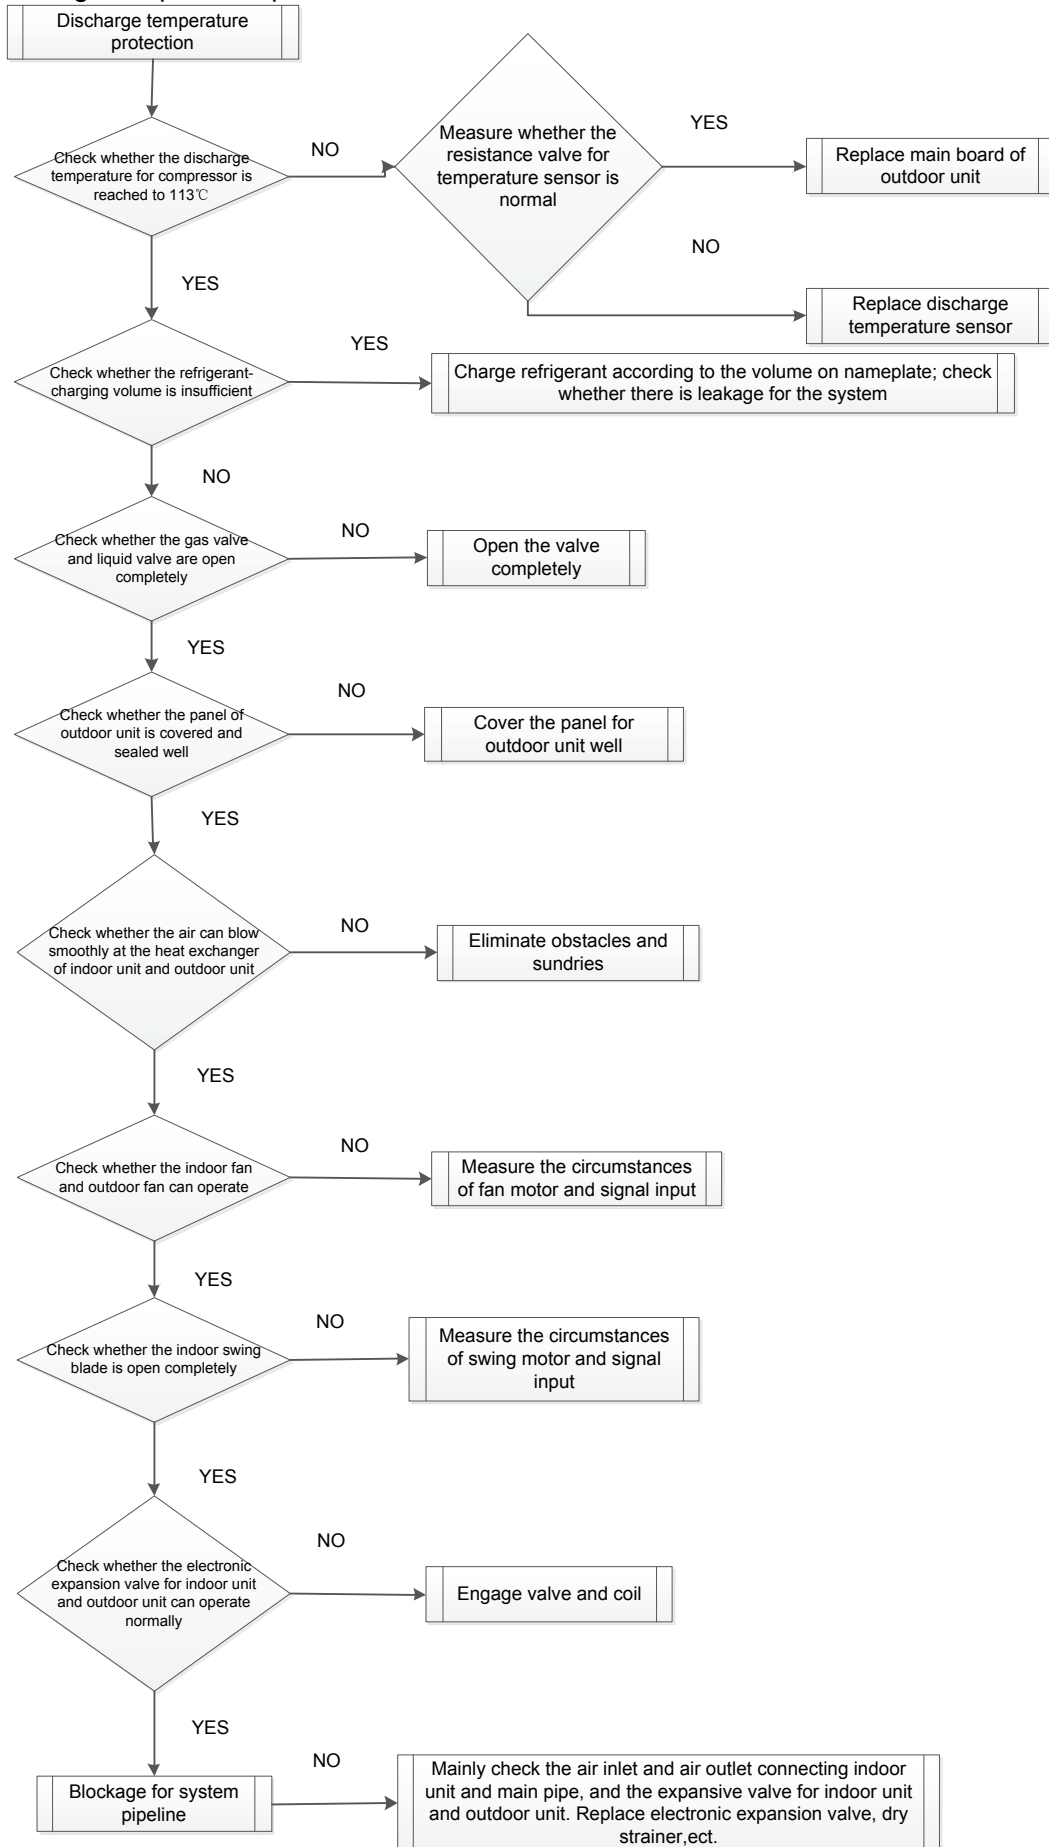 Discharge temperature
protection
Check whether the discharge
temperature for compressor is
reached to 113℃
NO
Measure whether the
resistance valve for
temperature sensor is
normal
YES
Replace main board of
outdoor unit
NO
Replace discharge
temperature sensor
YES
Check whether the refrigerant-
charging volume is insufficient
YES
Charge refrigerant according to the volume on nameplate; check
whether there is leakage for the system
NO
Check whether the gas valve
and liquid valve are open
completely
NO
Open the valve
completely
YES
Check whether the panel of
outdoor unit is covered and
sealed well
NO
Cover the panel for
outdoor unit well
YES
Check whether the air can blow
smoothly at the heat exchanger
of indoor unit and outdoor unit
NO
Eliminate obstacles and
sundries
YES
Check whether the indoor fan
and outdoor fan can operate
NO
Measure the circumstances
of fan motor and signal input
YES
Check whether the indoor swing
blade is open completely
NO
Measure the circumstances
of swing motor and signal
input
YES
Check whether the electronic
expansion valve for indoor unit
and outdoor unit can operate
normally
NO
Engage valve and coil
YES
Blockage for system
pipeline
NO
Mainly check the air inlet and air outlet connecting indoor
unit and main pipe, and the expansive valve for indoor unit
and outdoor unit. Replace electronic expansion valve, dry
strainer,ect.